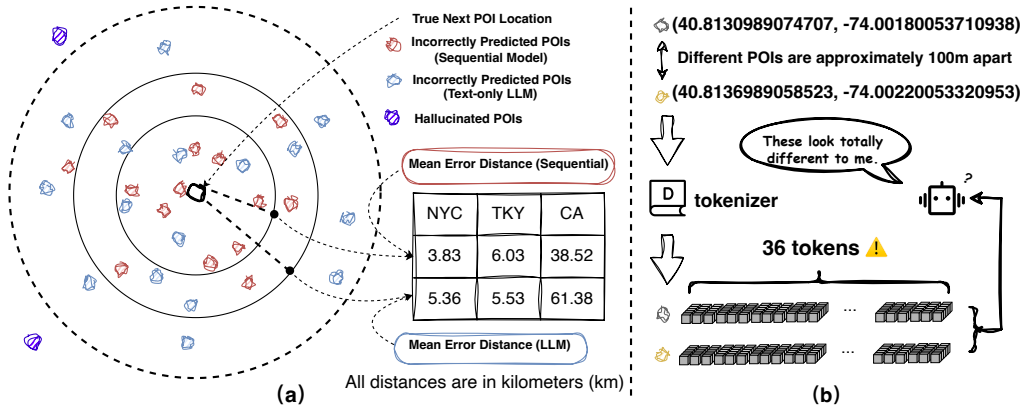 True Next POI Location
Incorrectly Predicted POIs
(Sequential Model)
Incorrectly Predicted POIs
(Text-only LLM)
Hallucinated POIs
Mean Error Distance (Sequential)
NYC TKY CA
3.83 6.03 38.52
5.36 5.53 61.38
Mean Error Distance (LLM)
All distances are in kilometers (km)
(a)
(40.8130989074707, -74.00180053710938)
Different POIs are approximately 100m apart
(40.8136989058523, -74.00220053320953)
These look totally
different to me.
?
D
tokenizer
36 tokens
...
...
(b)